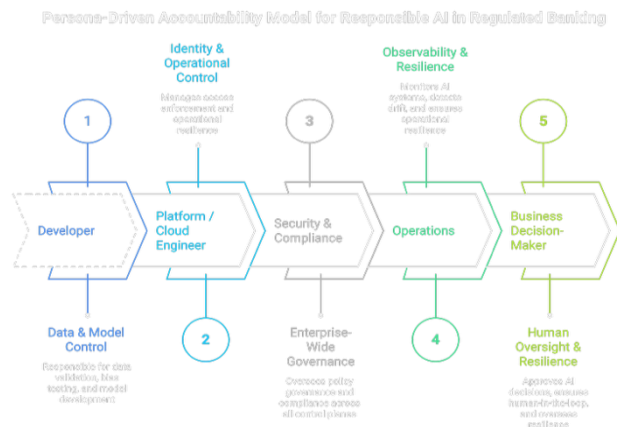 Persona-Driven Accountability Model for Responsible AI in Regulated Banking
Identity &
Operational
Control
Manages access
enforcement and
operational
resilience
Observability &
Resilience
Monitors AI
systems, detects
drift, and ensures
operational
resilience
1
3
5
Developer
Platform /
Cloud
Engineer
Security &
Compliance
Operations
Business
Decision-
Maker
Data & Model
Control
Responsible for data
validation, bias
testing, and model
development
2
Enterprise-
Wide
Governance
Oversees policy
governance and
compliance across
all control planes
4
Human
Oversight &
Resilience
Approves AI
decisions, ensures
human-in-the-loop,
and oversees